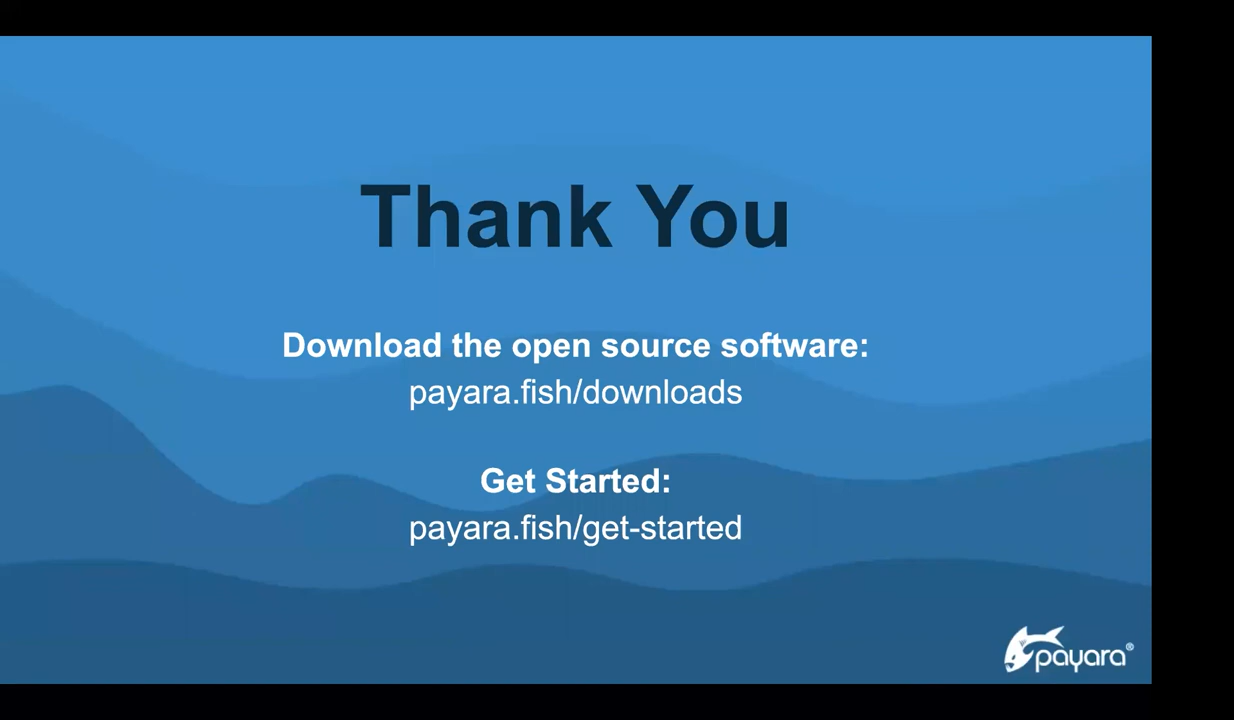 Thank You
Download the open source software:
payara.fish/downloads
Get Started:
payara.fish/get-started
payara®